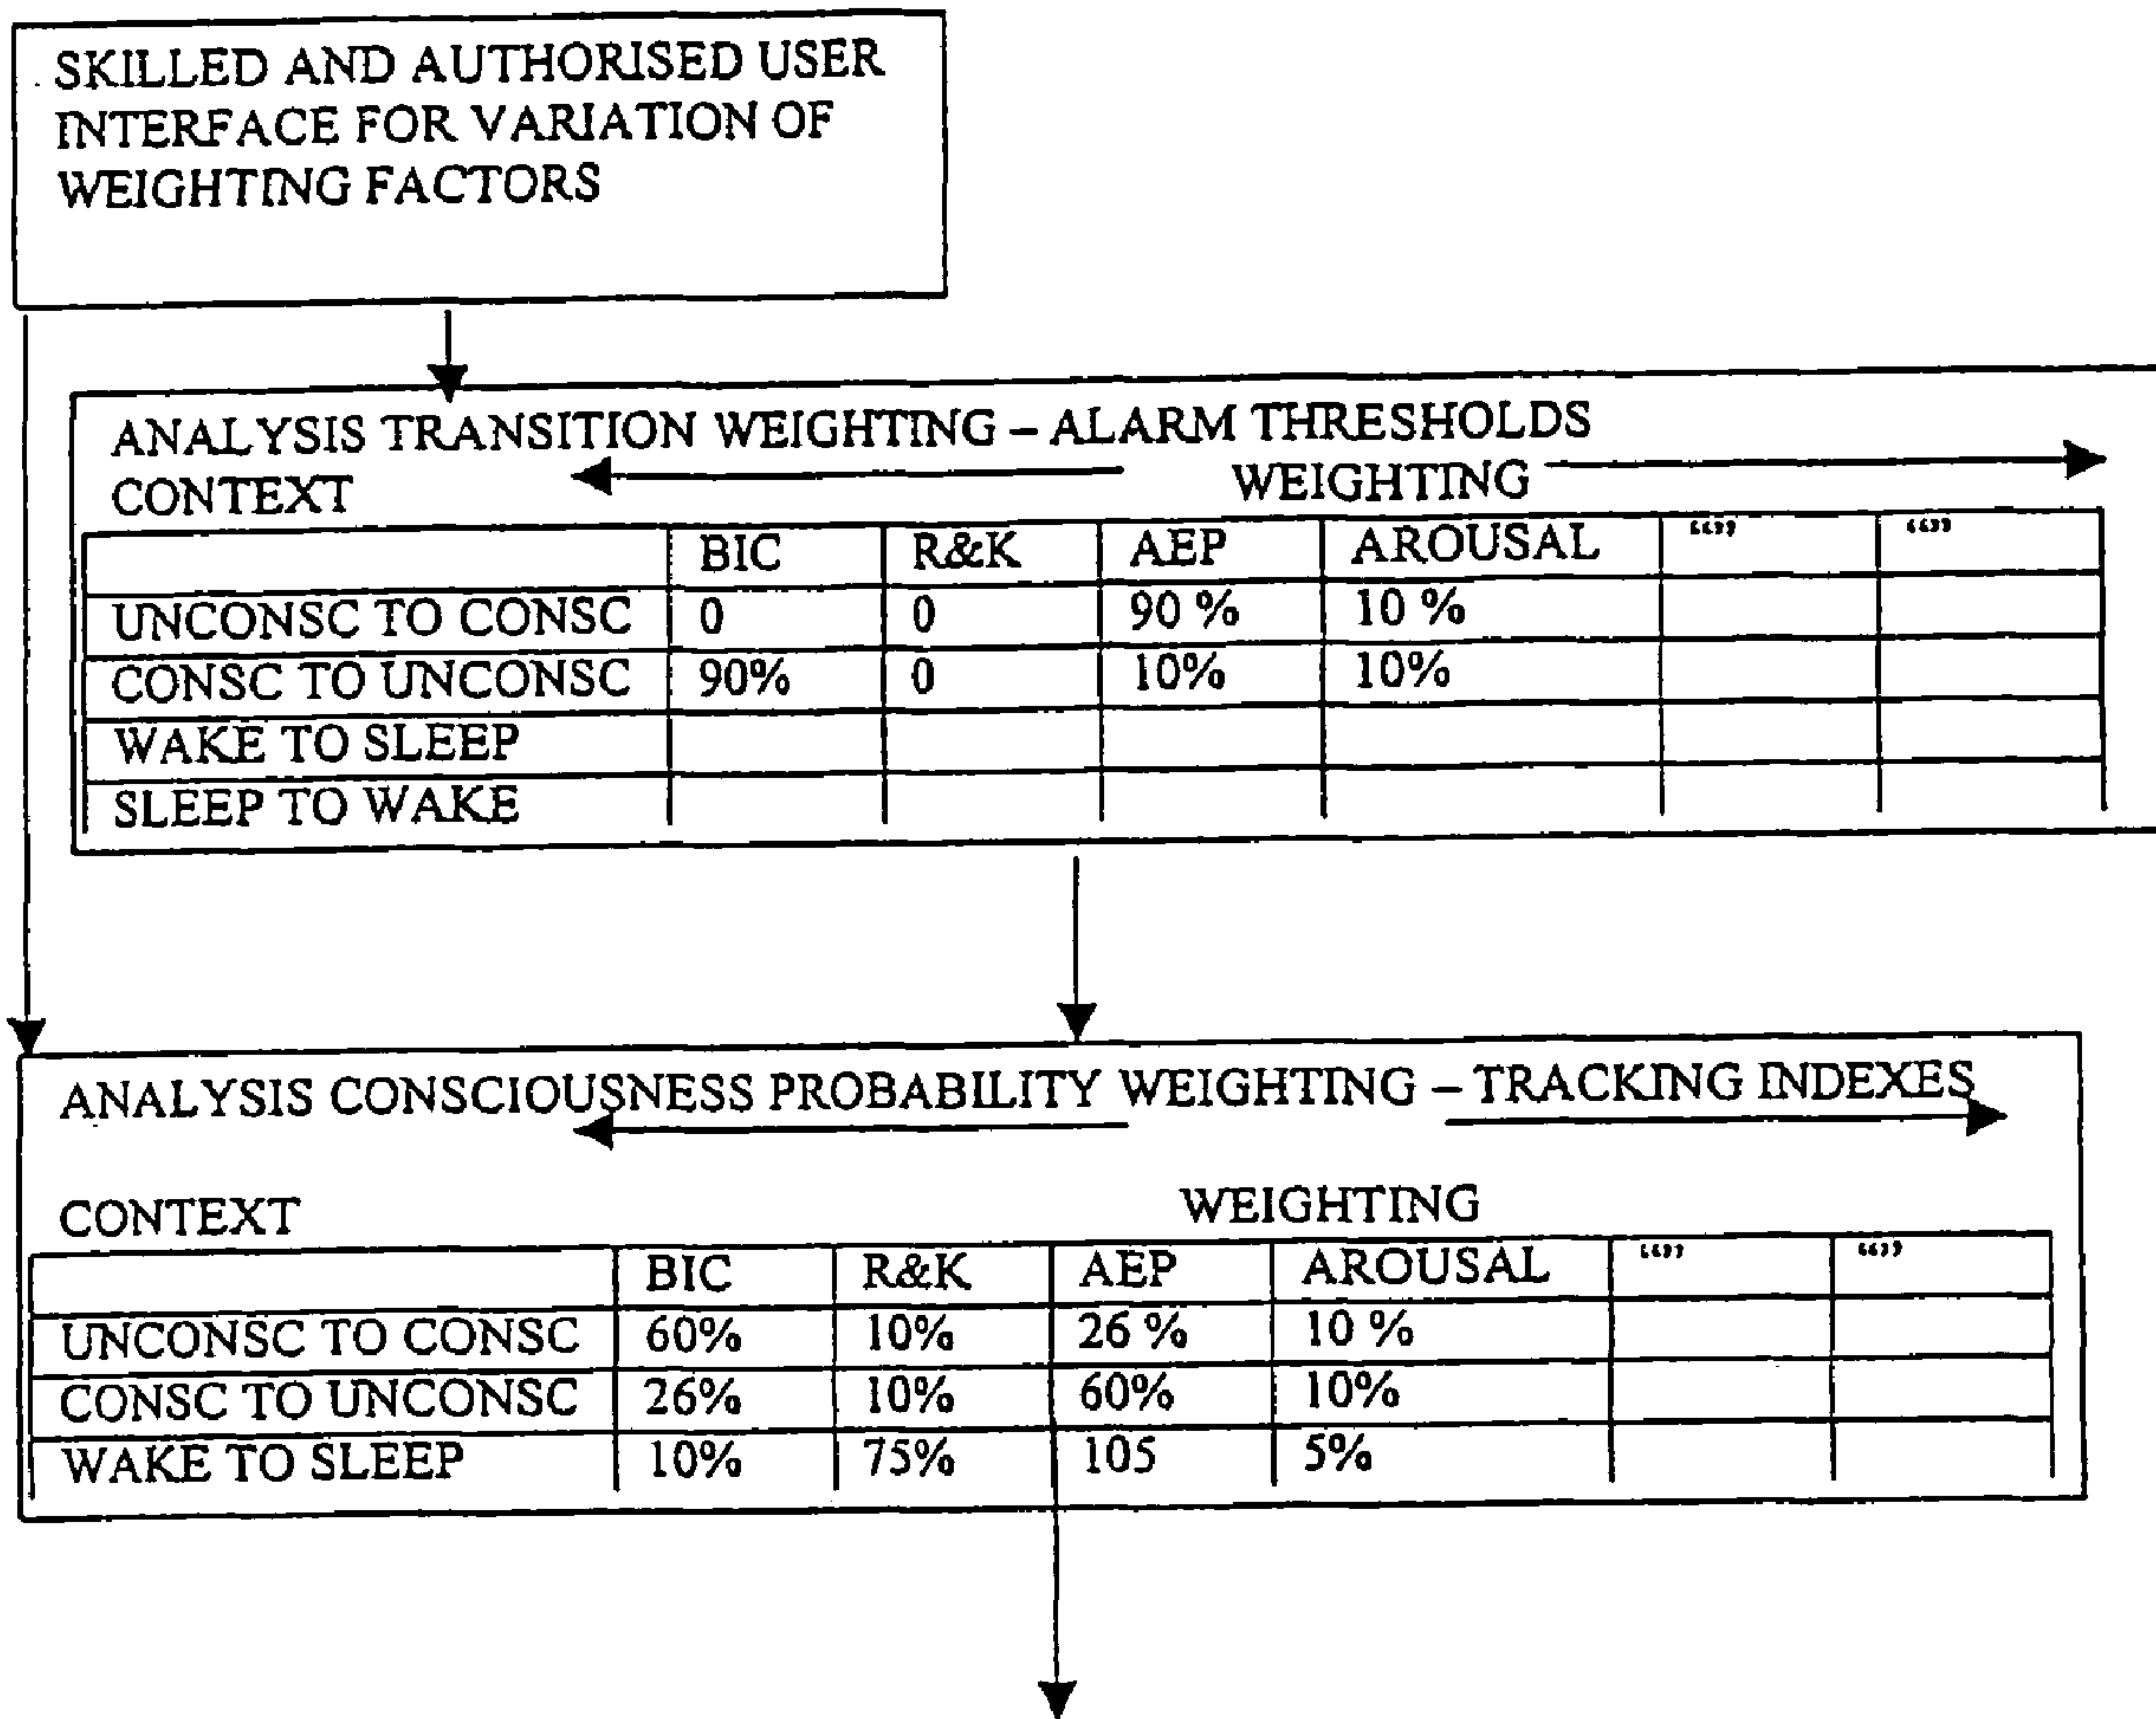 SKILLED AND AUTHORISED USER
INTERFACE FOR VARIATION OF
WEIGHTING FACTORS
ANALYSIS TRANSITION WEIGHTING – ALARM THRESHOLDS
CONTEXT WEIGHTING
BIC R&K AEP AROUSAL “” “”
UNCONSC TO CONSC 0 0 90 % 10 %
CONSC TO UNCONSC 90% 0 10% 10%
WAKE TO SLEEP
SLEEP TO WAKE
ANALYSIS CONSCIOUSNESS PROBABILITY WEIGHTING – TRACKING INDEXES
CONTEXT WEIGHTING
BIC R&K AEP AROUSAL “” “”
UNCONSC TO CONSC 60% 10% 26 % 10 %
CONSC TO UNCONSC 26% 10% 60% 10%
WAKE TO SLEEP 10% 75% 105 5%